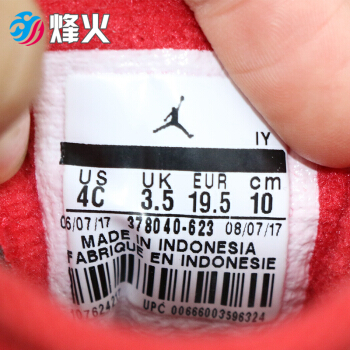 烽火
IY
US UK EUR cm
4C 3.5 19.5 10
06/07/17 378040-623 08/07/17
MADE IN INDONESIA
FABRIQUE EN INDONESIE
UPC 00666003596324